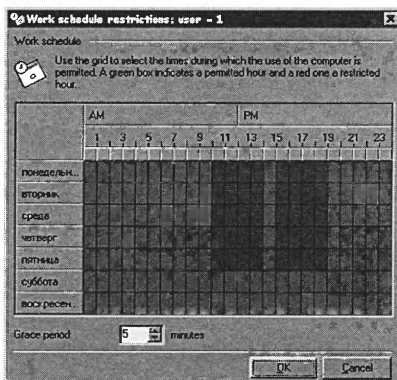 Work schedule restrictions: user - 1
Work schedule
Use the grid to select the times during which the use of the computer is
permitted. A green box indicates a permitted hour and a red one a restricted
hour.
AM PM
1 3 5 7 9 11 13 15 17 19 21 23
понедельн...
вторник
среда
четверг
пятница
суббота
воскресен...
Grace period 5 minutes
OK Cancel